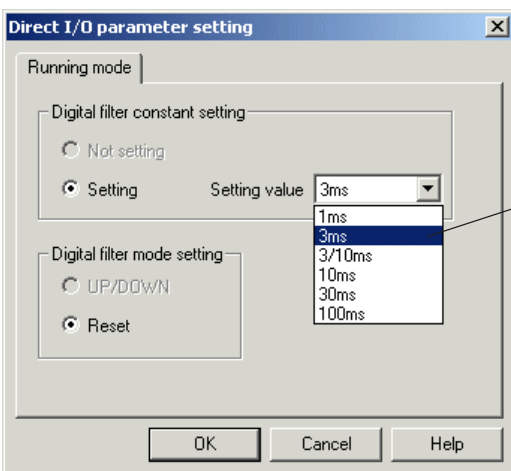 Direct I/O parameter setting
Running mode
Digital filter constant setting
Not setting
Setting Setting value 3ms
1ms
3ms
3/10ms
10ms
30ms
100ms
Digital filter mode setting
UP/DOWN
Reset
OK Cancel Help